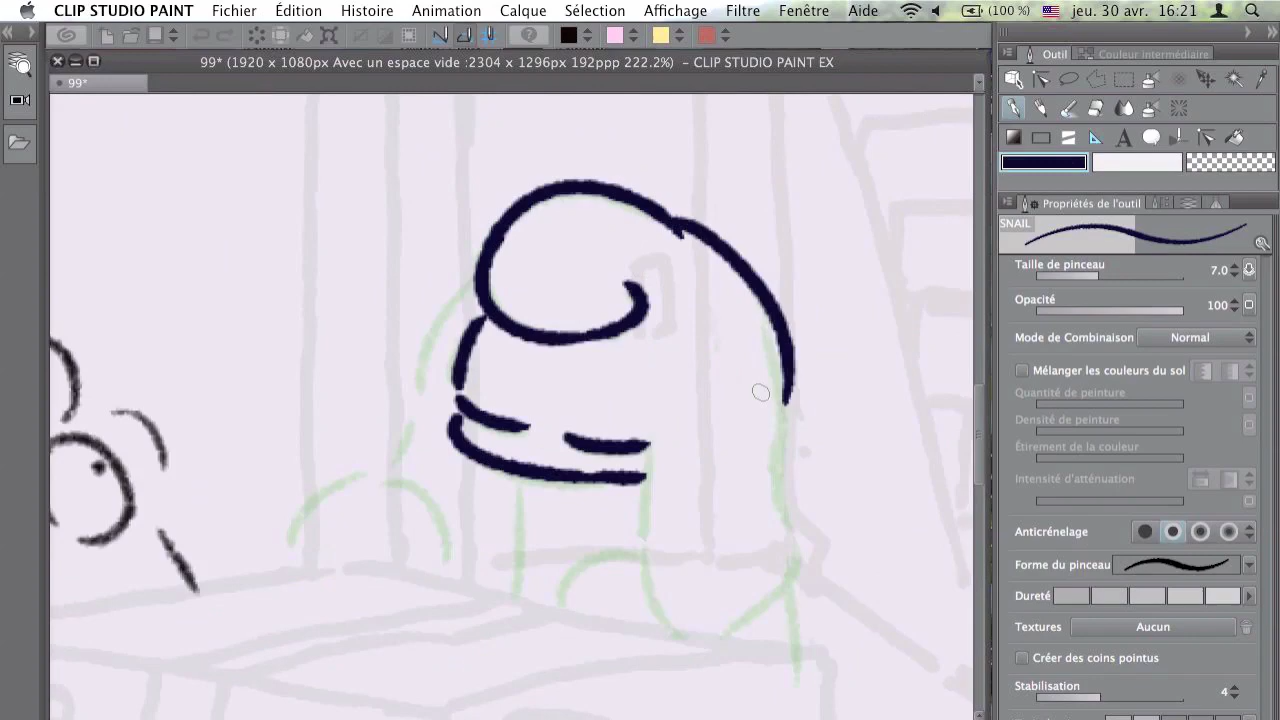 CLIP STUDIO PAINT Fichier Édition Histoire Animation Calque Sélection Affichage Filtre Fenêtre Aide (100 %) jeu. 30 avr. 16:21
99* (1920 x 1080px Avec un espace vide :2304 x 1296px 192ppp 222.2%) - CLIP STUDIO PAINT EX
99*
Outil Couleur intermédiaire
Propriétés de l'outil
SNAIL
Taille de pinceau 7.0
Opacité 100
Mode de Combinaison Normal
Mélanger les couleurs du sol
Quantité de peinture
Densité de peinture
Étirement de la couleur
Intensité d'atténuation
Anticrénelage
Forme du pinceau
Dureté
Textures Aucun
Créer des coins pointus
Stabilisation 4